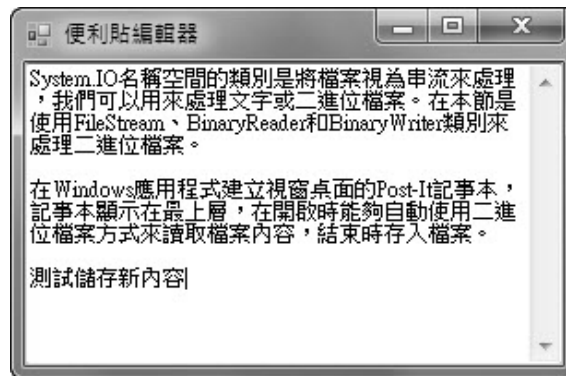 便利貼編輯器
System.IO名稱空間的類別是將檔案視為串流來處理
，我們可以用來處理文字或二進位檔案。在本節是
使用FileStream、BinaryReader和BinaryWriter類別來
處理二進位檔案。
在Windows應用程式建立視窗桌面的Post-It記事本，
記事本顯示在最上層，在開啟時能夠自動使用二進
位檔案方式來讀取檔案內容，結束時存入檔案。
測試儲存新內容